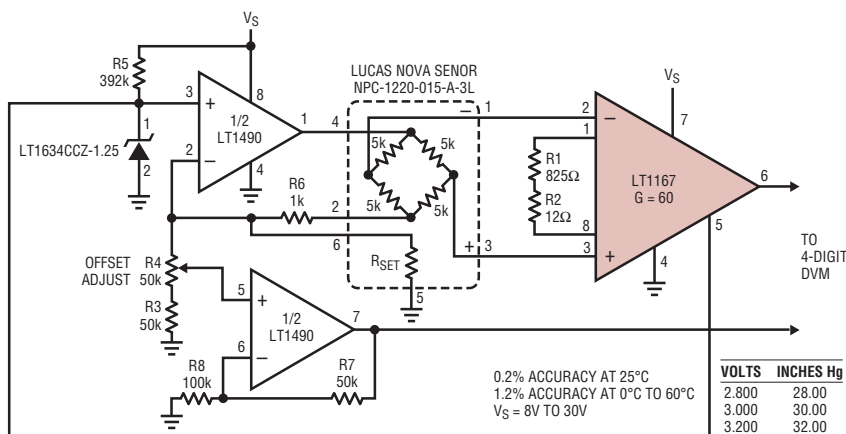 V_S
R5
392k
3
+
1/2
LT1490
8
1
4
2
−
LT1634CCZ-1.25
1
2
LUCAS NOVA SENOR
NPC-1220-015-A-3L
4
−
1
5k
5k
5k
5k
R6
1k
2
6
+
3
R_SET
5
V_S
2
−
1
7
R1
825Ω
R2
12Ω
LT1167
G = 60
6
8
3
+
5
4
TO
4-DIGIT
DVM
OFFSET
ADJUST
R4
50k
R3
50k
5
+
1/2
LT1490
7
6
−
R8
100k
R7
50k
0.2% ACCURACY AT 25°C
1.2% ACCURACY AT 0°C TO 60°C
V_S = 8V TO 30V
VOLTS INCHES Hg
2.800 28.00
3.000 30.00
3.200 32.00